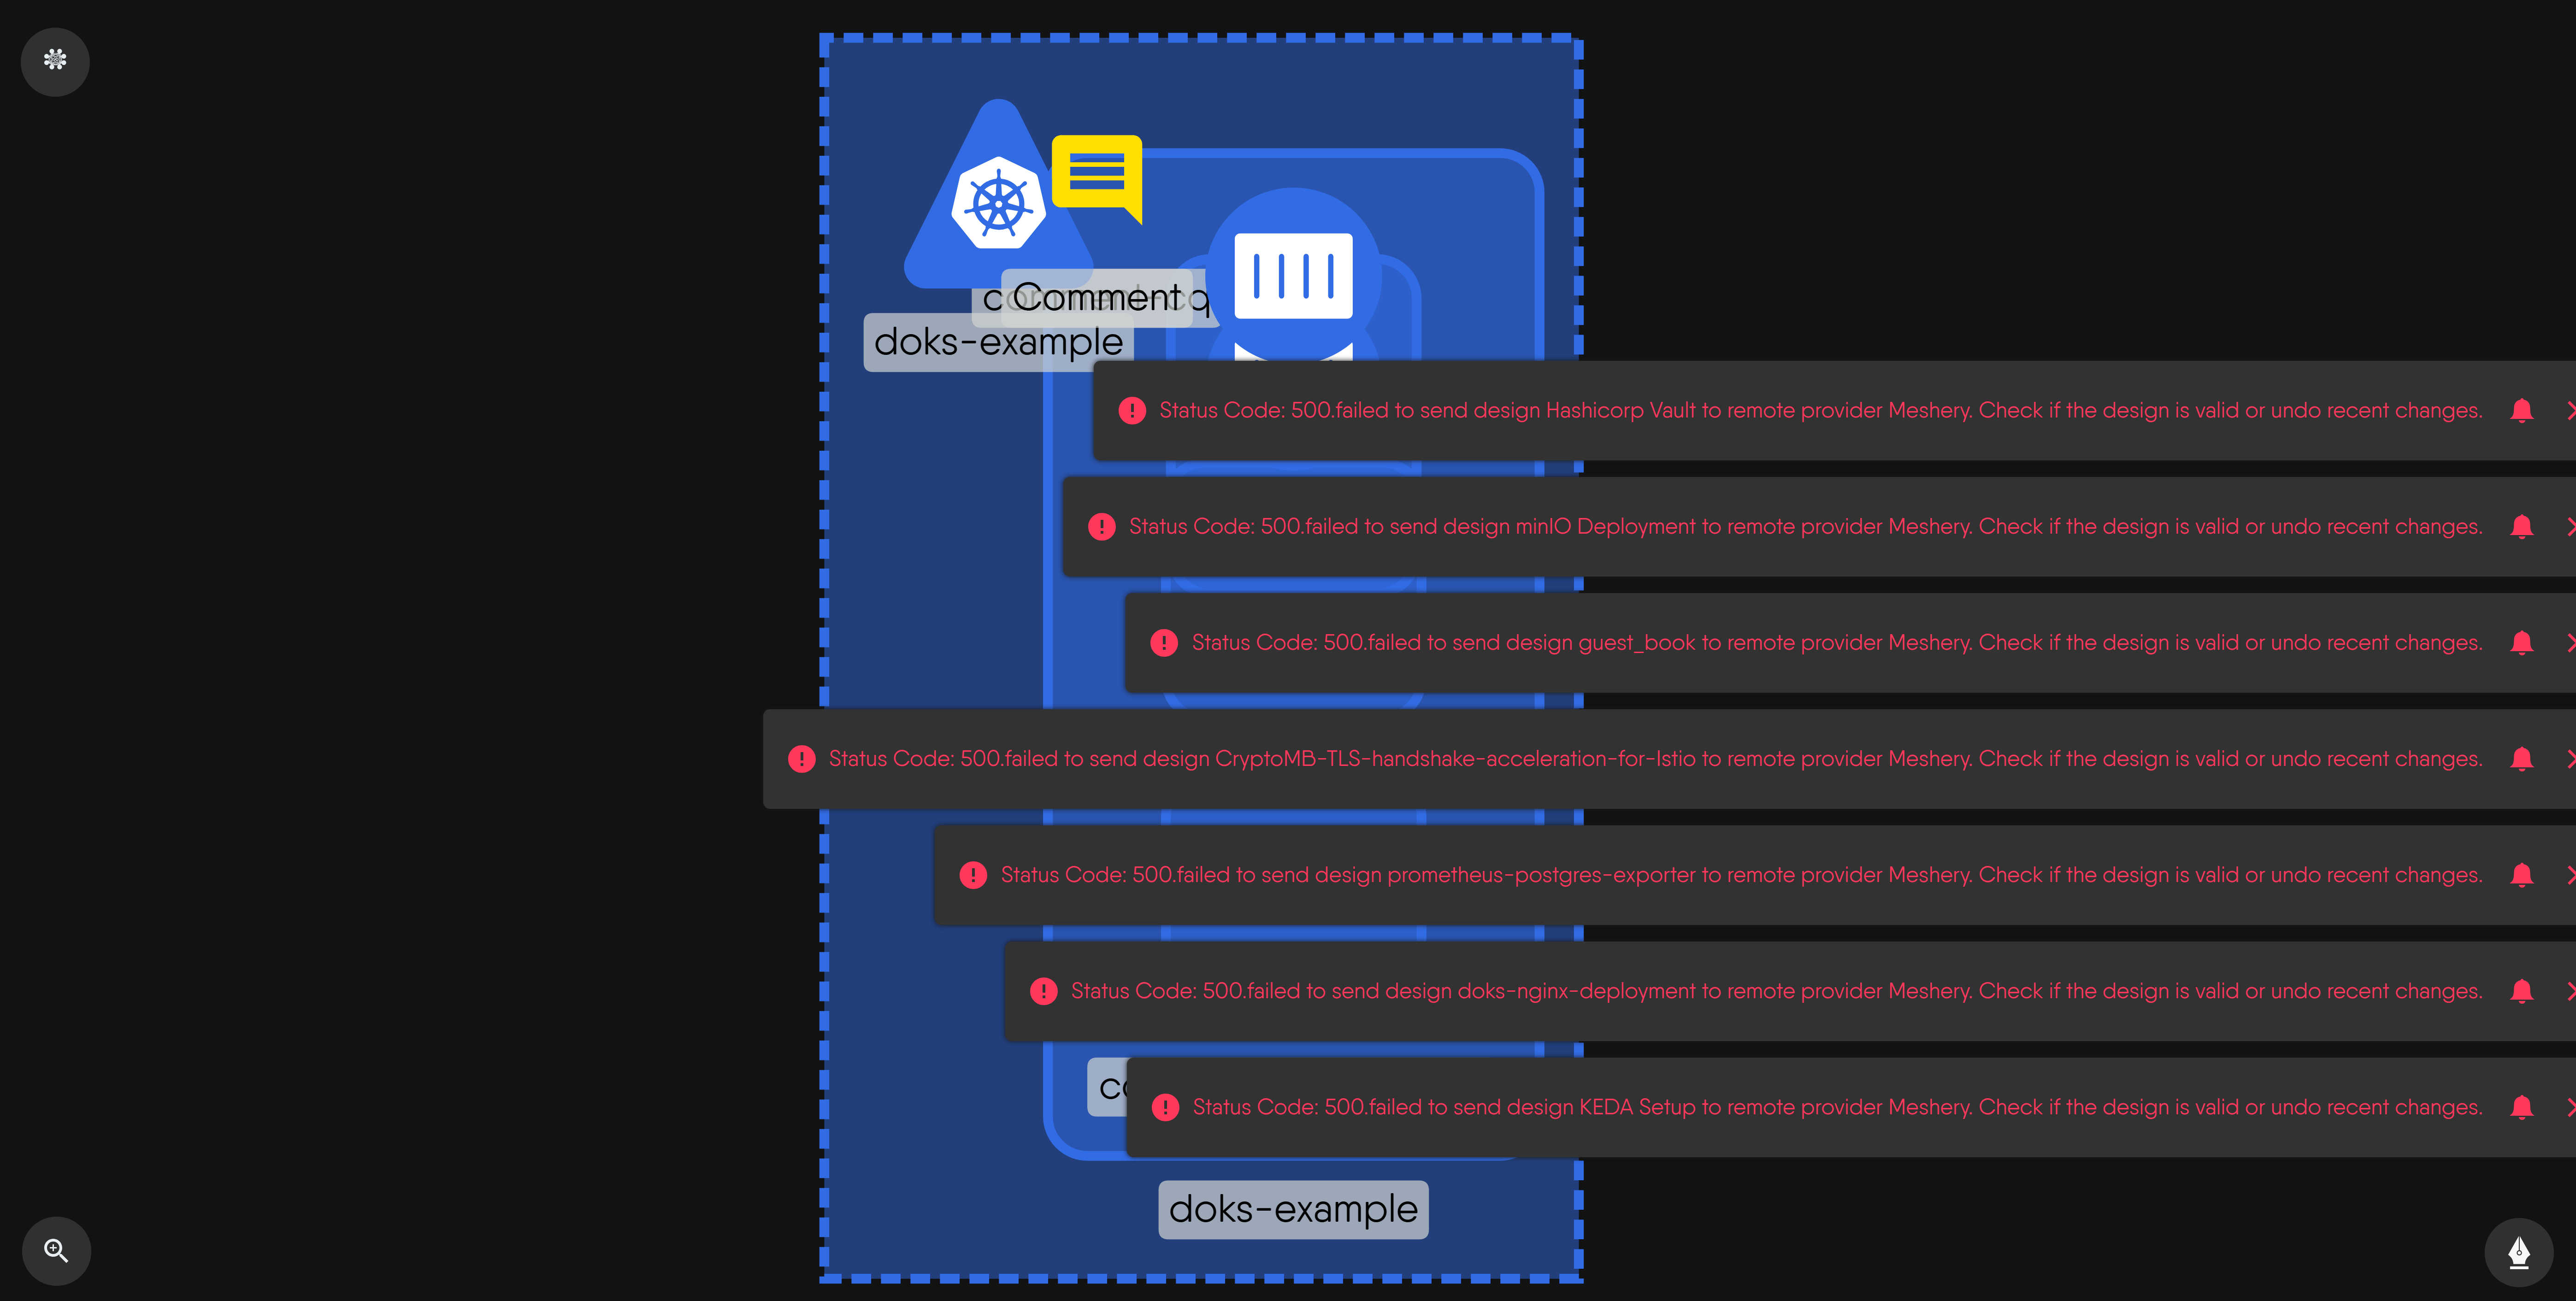 Comment
doks-example
Status Code: 500.failed to send design Hashicorp Vault to remote provider Meshery. Check if the design is valid or undo recent changes.
Status Code: 500.failed to send design minIO Deployment to remote provider Meshery. Check if the design is valid or undo recent changes.
Status Code: 500.failed to send design guest_book to remote provider Meshery. Check if the design is valid or undo recent changes.
Status Code: 500.failed to send design CryptoMB-TLS-handshake-acceleration-for-Istio to remote provider Meshery. Check if the design is valid or undo recent changes.
Status Code: 500.failed to send design prometheus-postgres-exporter to remote provider Meshery. Check if the design is valid or undo recent changes.
Status Code: 500.failed to send design doks-nginx-deployment to remote provider Meshery. Check if the design is valid or undo recent changes.
Status Code: 500.failed to send design KEDA Setup to remote provider Meshery. Check if the design is valid or undo recent changes.
doks-example